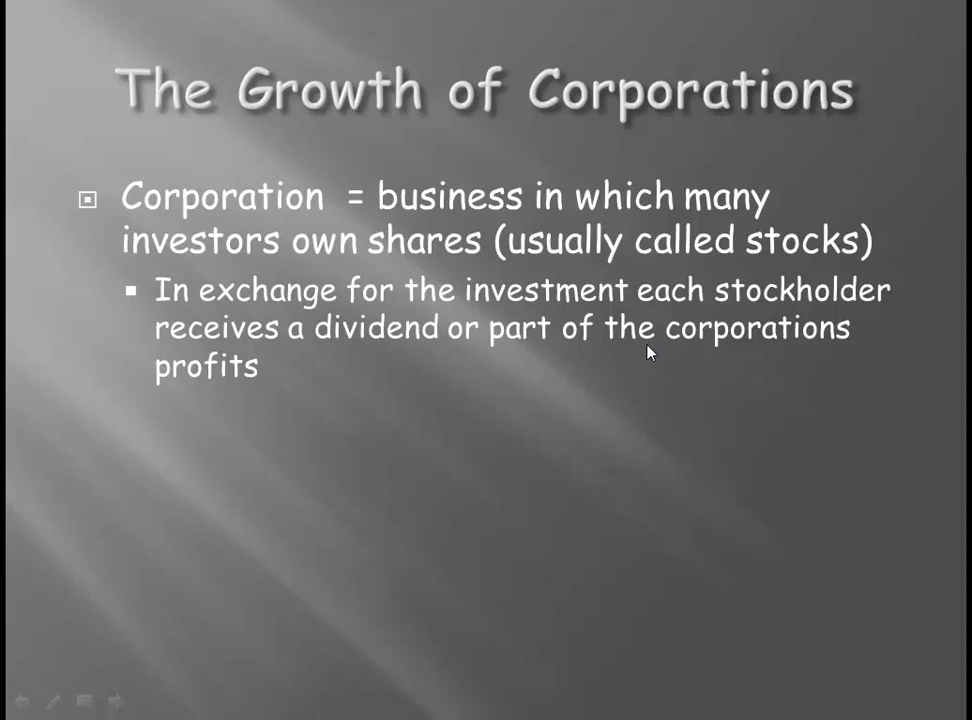 The Growth of Corporations
Corporation = business in which many
investors own shares (usually called stocks)
In exchange for the investment each stockholder
receives a dividend or part of the corporations
profits